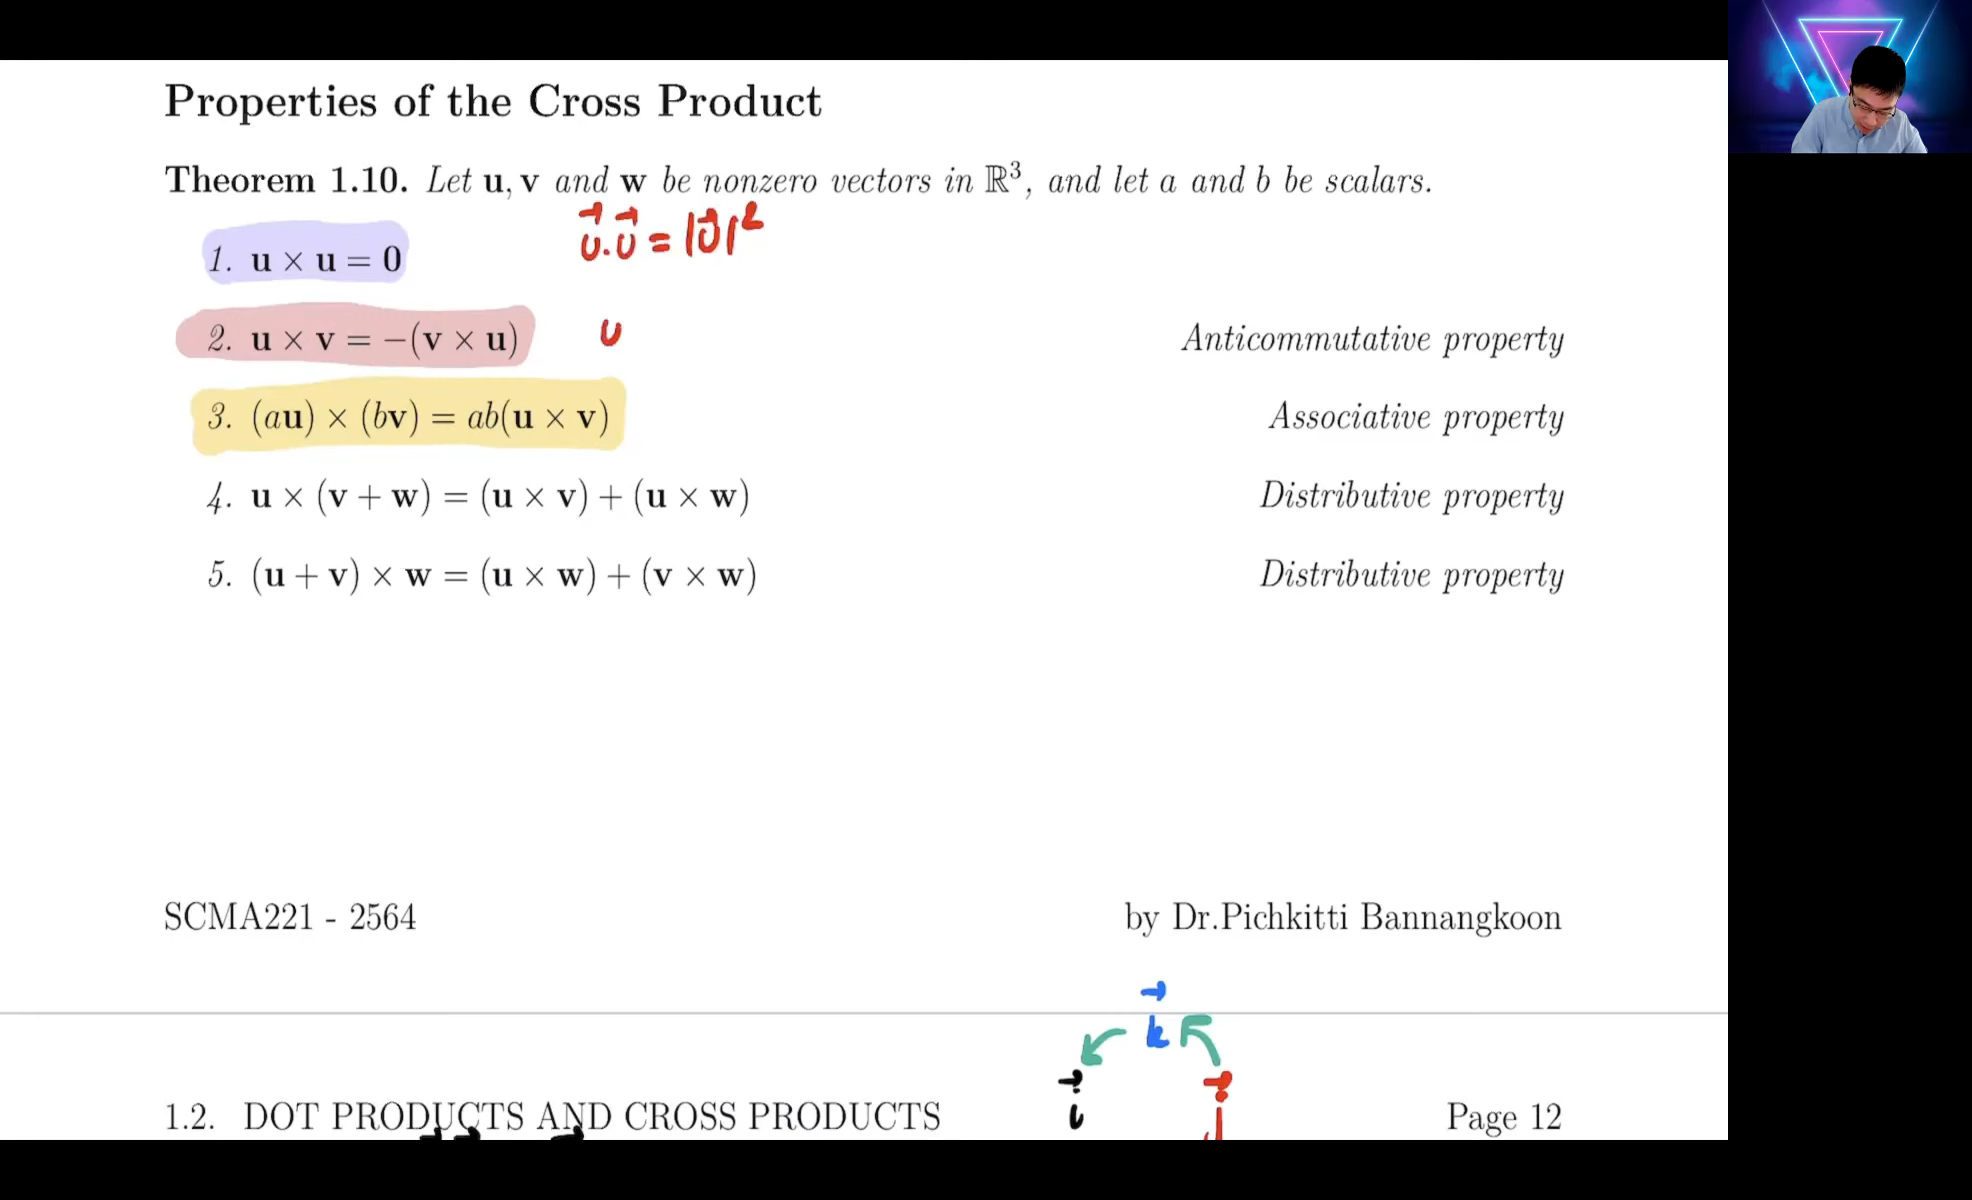 Properties of the Cross Product
Theorem 1.10. Let u, v and w be nonzero vectors in ℝ³, and let a and b be scalars.
u⃗·u⃗ = |u⃗|²
1. u × u = 0
2. u × v = −(v × u) u Anticommutative property
3. (au) × (bv) = ab(u × v) Associative property
4. u × (v + w) = (u × v) + (u × w) Distributive property
5. (u + v) × w = (u × w) + (v × w) Distributive property
SCMA221 - 2564 by Dr.Pichkitti Bannangkoon
k⃗
i⃗ j⃗
1.2. DOT PRODUCTS AND CROSS PRODUCTS Page 12